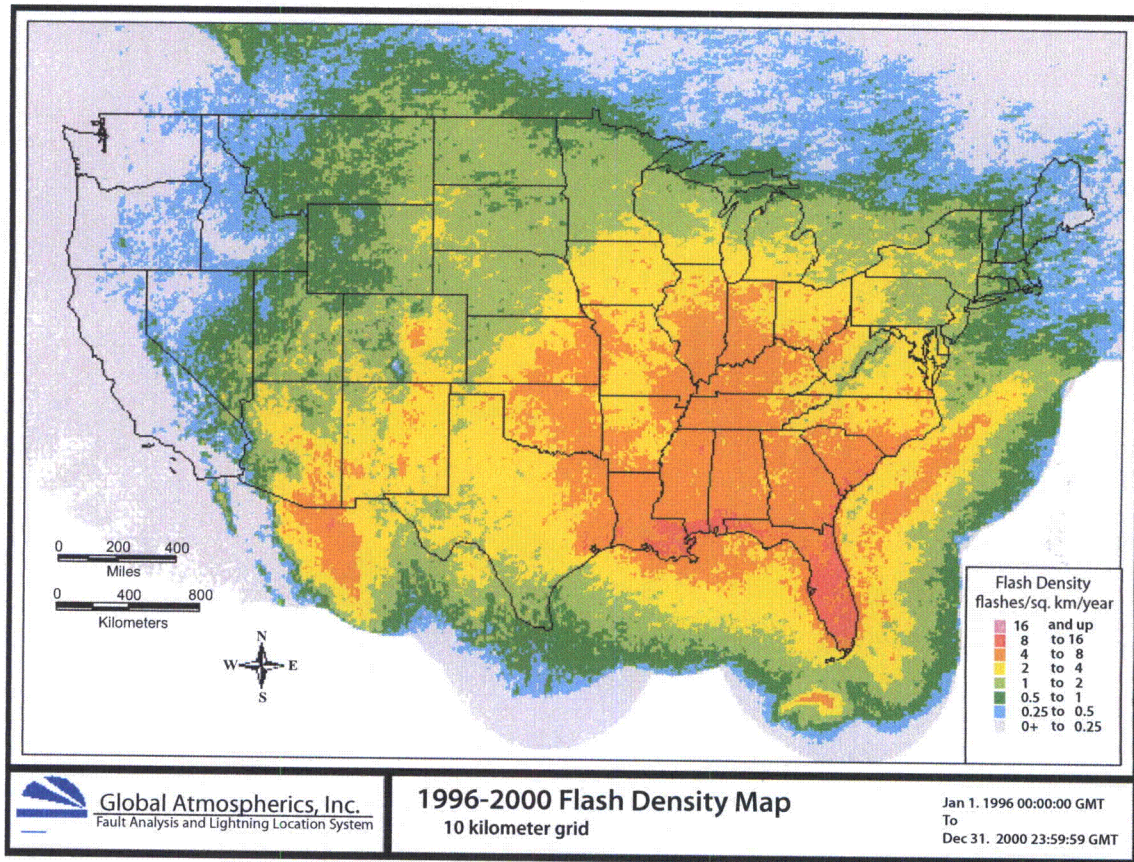 0 200 400
Miles
0 400 800
Kilometers
N
W E
S
Flash Density
flashes/sq. km/year
16 and up
8 to 16
4 to 8
2 to 4
1 to 2
0.5 to 1
0.25 to 0.5
0+ to 0.25
Global Atmospherics, Inc.
Fault Analysis and Lightning Location System
1996-2000 Flash Density Map
10 kilometer grid
Jan 1. 1996 00:00:00 GMT
To
Dec 31. 2000 23:59:59 GMT